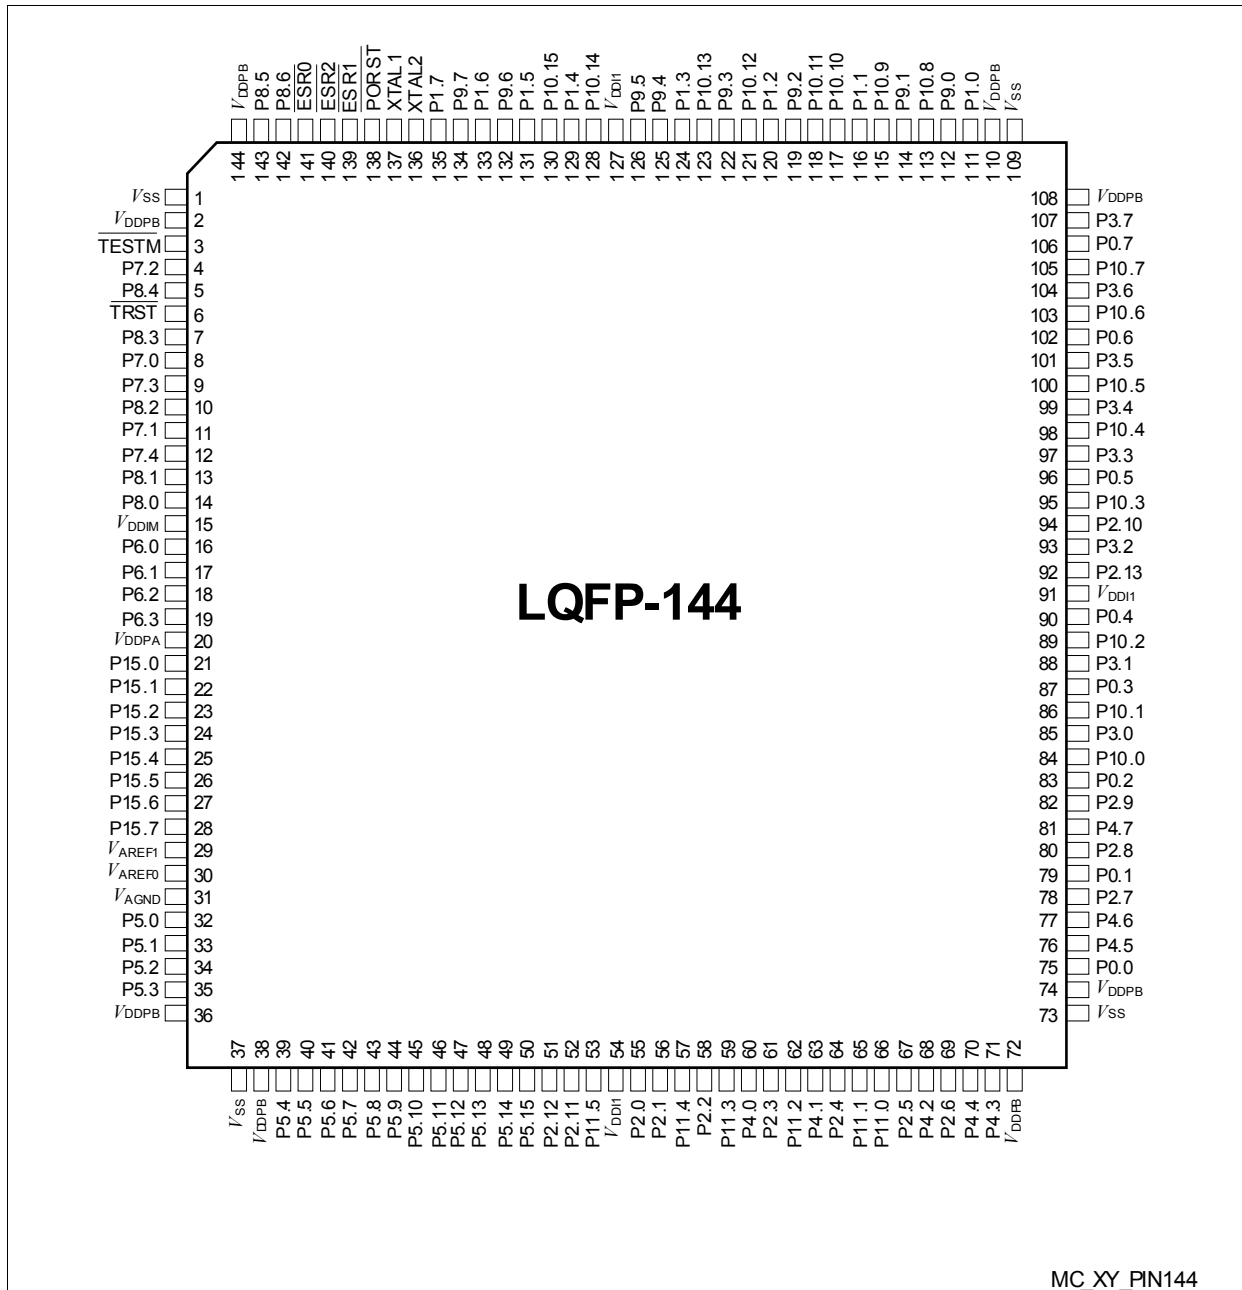 VDDPB P8.5 P8.6 ESR0 ESR2 ESR1 PORST XTAL1 XTAL2 P1.7 P9.7 P1.6 P9.6 P1.5 P10.15 P1.4 P10.14 VDDI1 P9.5 P9.4 P1.3 P10.13 P9.3 P10.12 P1.2 P9.2 P10.11 P10.10 P1.1 P10.9 P9.1 P10.8 P9.0 P1.0 VDDPB VSS
144 143 142 141 140 139 138 137 136 135 134 133 132 131 130 129 128 127 126 125 124 123 122 121 120 119 118 117 116 115 114 113 112 111 110 109
VSS 1 108 VDDPB
VDDPB 2 107 P3.7
TESTM 3 106 P0.7
P7.2 4 105 P10.7
P8.4 5 104 P3.6
TRST 6 103 P10.6
P8.3 7 102 P0.6
P7.0 8 101 P3.5
P7.3 9 100 P10.5
P8.2 10 99 P3.4
P7.1 11 98 P10.4
P7.4 12 97 P3.3
P8.1 13 96 P0.5
P8.0 14 95 P10.3
VDDIM 15 94 P2.10
P6.0 16 93 P3.2
P6.1 17 92 P2.13
P6.2 18 91 VDDI1
P6.3 19 90 P0.4
VDDPA 20 89 P10.2
P15.0 21 88 P3.1
P15.1 22 87 P0.3
P15.2 23 86 P10.1
P15.3 24 85 P3.0
P15.4 25 84 P10.0
P15.5 26 83 P0.2
P15.6 27 82 P2.9
P15.7 28 81 P4.7
VAREF1 29 80 P2.8
VAREF0 30 79 P0.1
VAGND 31 78 P2.7
P5.0 32 77 P4.6
P5.1 33 76 P4.5
P5.2 34 75 P0.0
P5.3 35 74 VDDPB
VDDPB 36 73 VSS
LQFP-144
37 38 39 40 41 42 43 44 45 46 47 48 49 50 51 52 53 54 55 56 57 58 59 60 61 62 63 64 65 66 67 68 69 70 71 72
VSS VDDPB P5.4 P5.5 P5.6 P5.7 P5.8 P5.9 P5.10 P5.11 P5.12 P5.13 P5.14 P5.15 P2.12 P2.11 P11.5 VDDI1 P2.0 P2.1 P11.4 P2.2 P11.3 P4.0 P2.3 P11.2 P4.1 P2.4 P11.1 P11.0 P2.5 P4.2 P2.6 P4.4 P4.3 VDDPB
MC_XY_PIN144